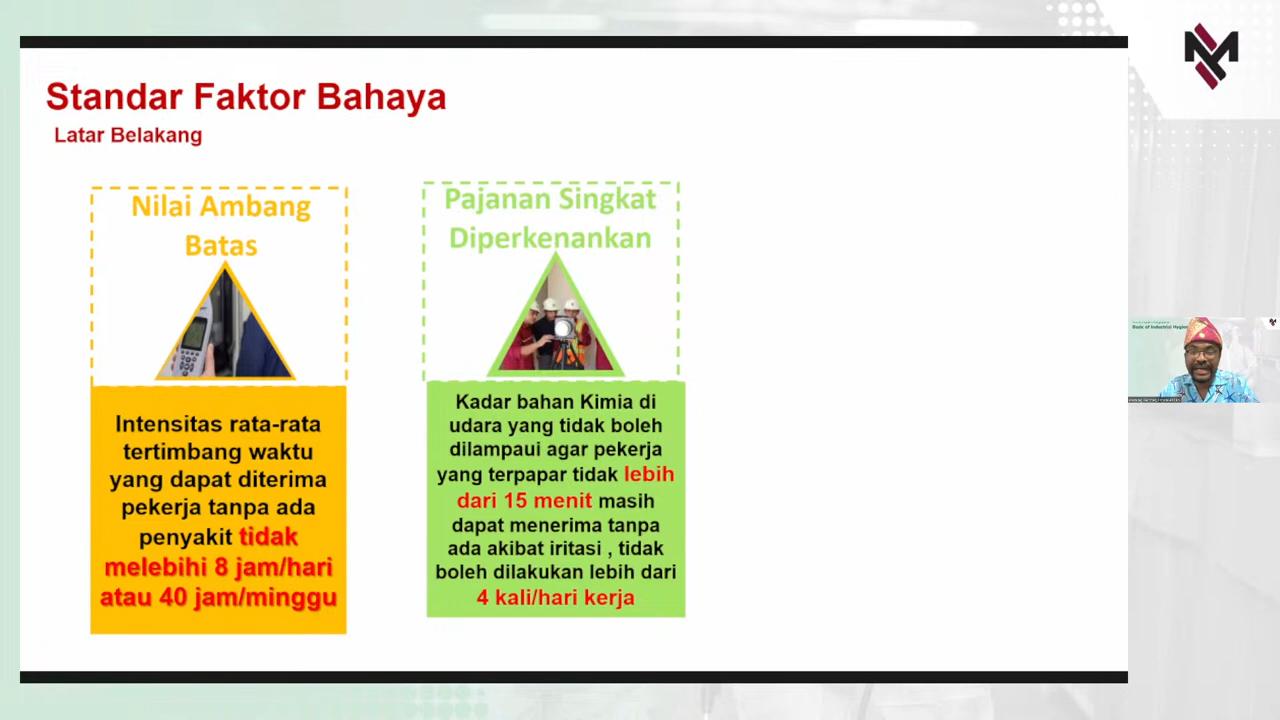 Standar Faktor Bahaya
Latar Belakang
Nilai Ambang
Batas
Intensitas rata-rata
tertimbang waktu
yang dapat diterima
pekerja tanpa ada
penyakit tidak
melebihi 8 jam/hari
atau 40 jam/minggu
Pajanan Singkat
Diperkenankan
Kadar bahan Kimia di
udara yang tidak boleh
dilampaui agar pekerja
yang terpapar tidak lebih
dari 15 menit masih
dapat menerima tanpa
ada akibat iritasi , tidak
boleh dilakukan lebih dari
4 kali/hari kerja
Basic of Industrial Hygiene